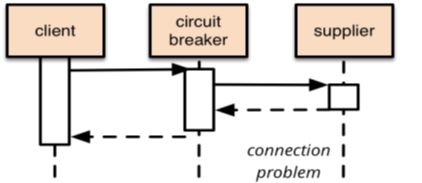 client
circuit
breaker
supplier
connection
problem